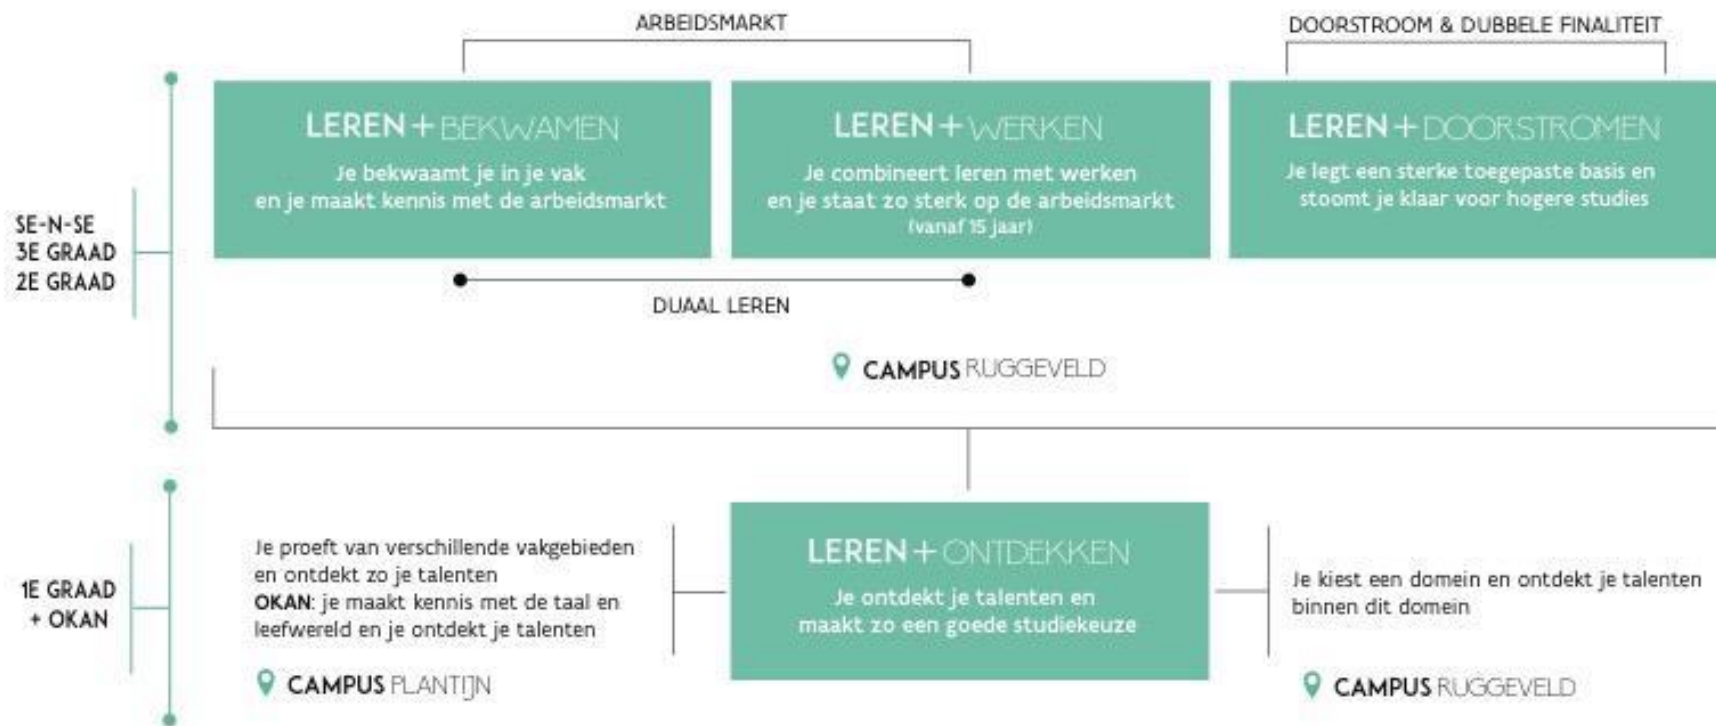 ARBEIDSMARKT
DOORSTROOM & DUBBELE FINALITEIT
LEREN + BEKWAMEN
Je bekwaamt je in je vak
en je maakt kennis met de arbeidsmarkt
LEREN + WERKEN
Je combineert leren met werken
en je staat zo sterk op de arbeidsmarkt
(vanaf 15 jaar)
LEREN + DOORSTROMEN
Je legt een sterke toegepaste basis en
stoomt je klaar voor hogere studies
SE-N-SE
3E GRAAD
2E GRAAD
DUAAL LEREN
CAMPUS RUGGEVELD
1E GRAAD
+ OKAN
Je proeft van verschillende vakgebieden
en ontdekt zo je talenten
OKAN: je maakt kennis met de taal en
leefwereld en je ontdekt je talenten
CAMPUS PLANTIJN
LEREN + ONTDEKKEN
Je ontdekt je talenten en
maakt zo een goede studiekeuze
Je kiest een domein en ontdekt je talenten
binnen dit domein
CAMPUS RUGGEVELD